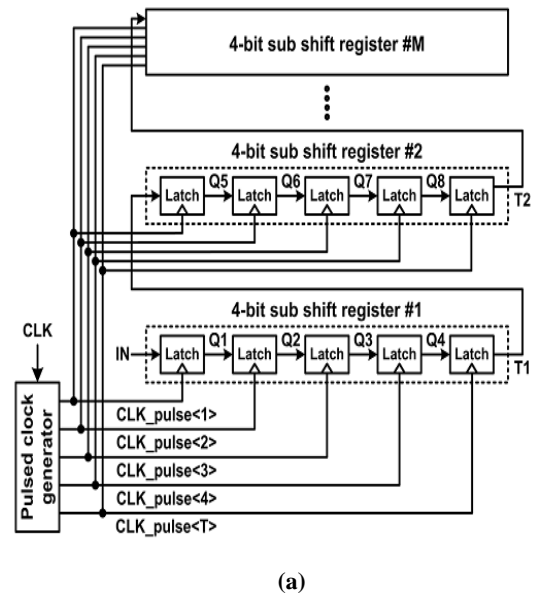 4-bit sub shift register #M
4-bit sub shift register #2
Q5 Q6 Q7 Q8
Latch Latch Latch Latch Latch
T2
4-bit sub shift register #1
CLK
IN Q1 Q2 Q3 Q4
Latch Latch Latch Latch Latch
T1
Pulsed clock
generator
CLK_pulse<1>
CLK_pulse<2>
CLK_pulse<3>
CLK_pulse<4>
CLK_pulse<T>
(a)